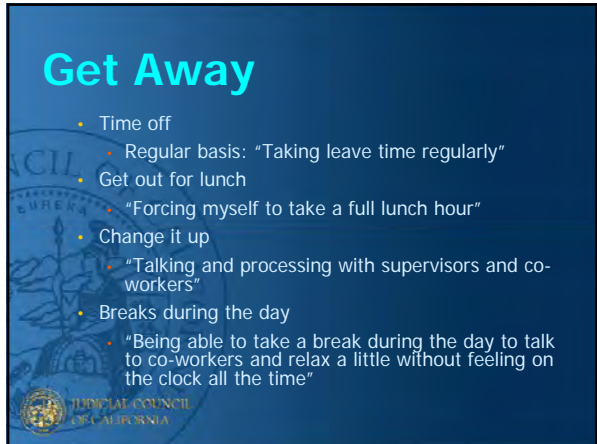 Get Away
• Time off
• Regular basis: “Taking leave time regularly”
• Get out for lunch
• “Forcing myself to take a full lunch hour”
• Change it up
• “Talking and processing with supervisors and co-
workers”
• Breaks during the day
• “Being able to take a break during the day to talk
to co-workers and relax a little without feeling on
the clock all the time”
CIL OF
EUREKA
JUDICIAL COUNCIL
OF CALIFORNIA